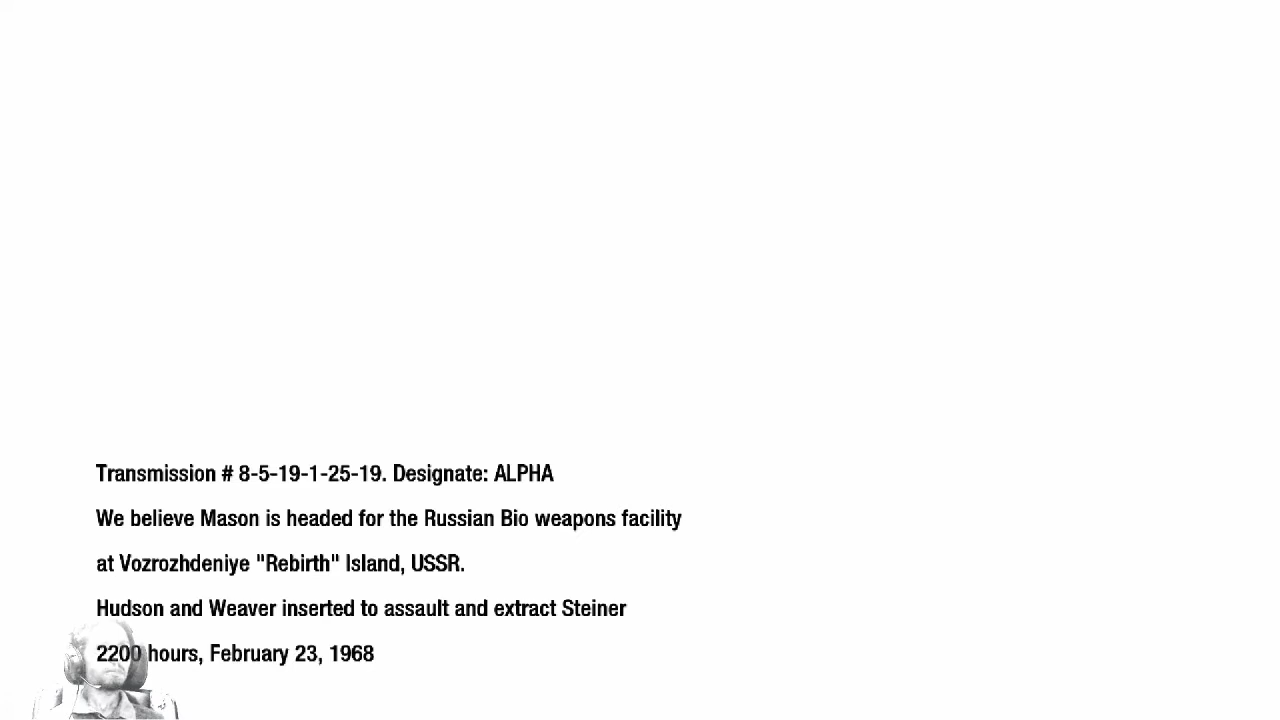 Transmission # 8-5-19-1-25-19. Designate: ALPHA
We believe Mason is headed for the Russian Bio weapons facility
at Vozrozhdeniye "Rebirth" Island, USSR.
Hudson and Weaver inserted to assault and extract Steiner
2200 hours, February 23, 1968